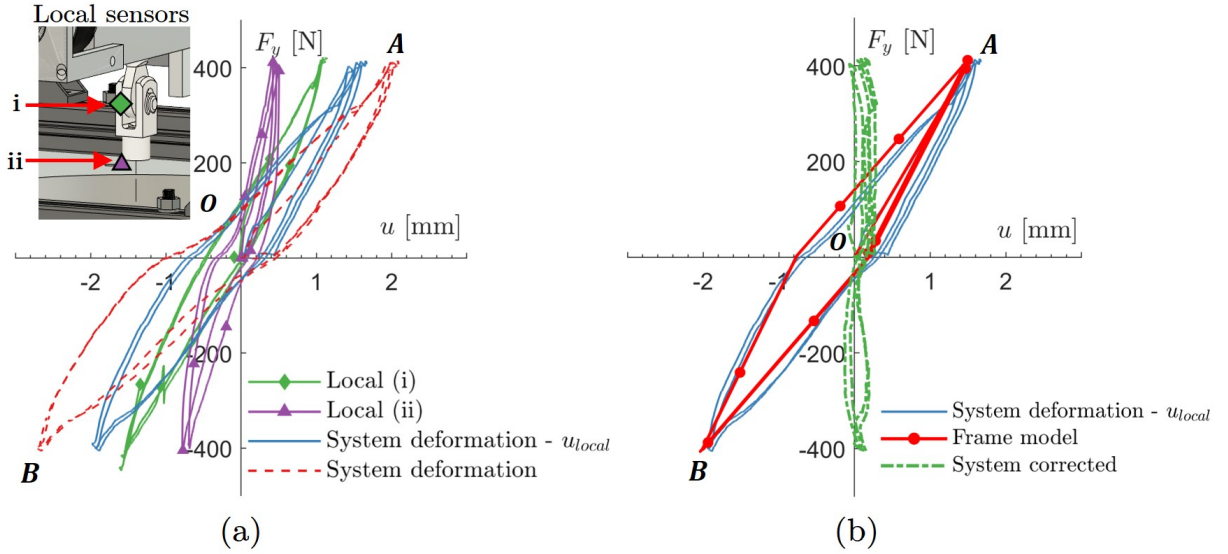 Local sensors
i
ii
F_y [N]
A
400
200
O
u [mm]
-2
-1
1
2
-200
-400
B
Local (i)
Local (ii)
System deformation - u_local
System deformation
(a)
F_y [N]
A
400
200
O
u [mm]
-2
-1
1
2
-200
-400
B
System deformation - u_local
Frame model
System corrected
(b)